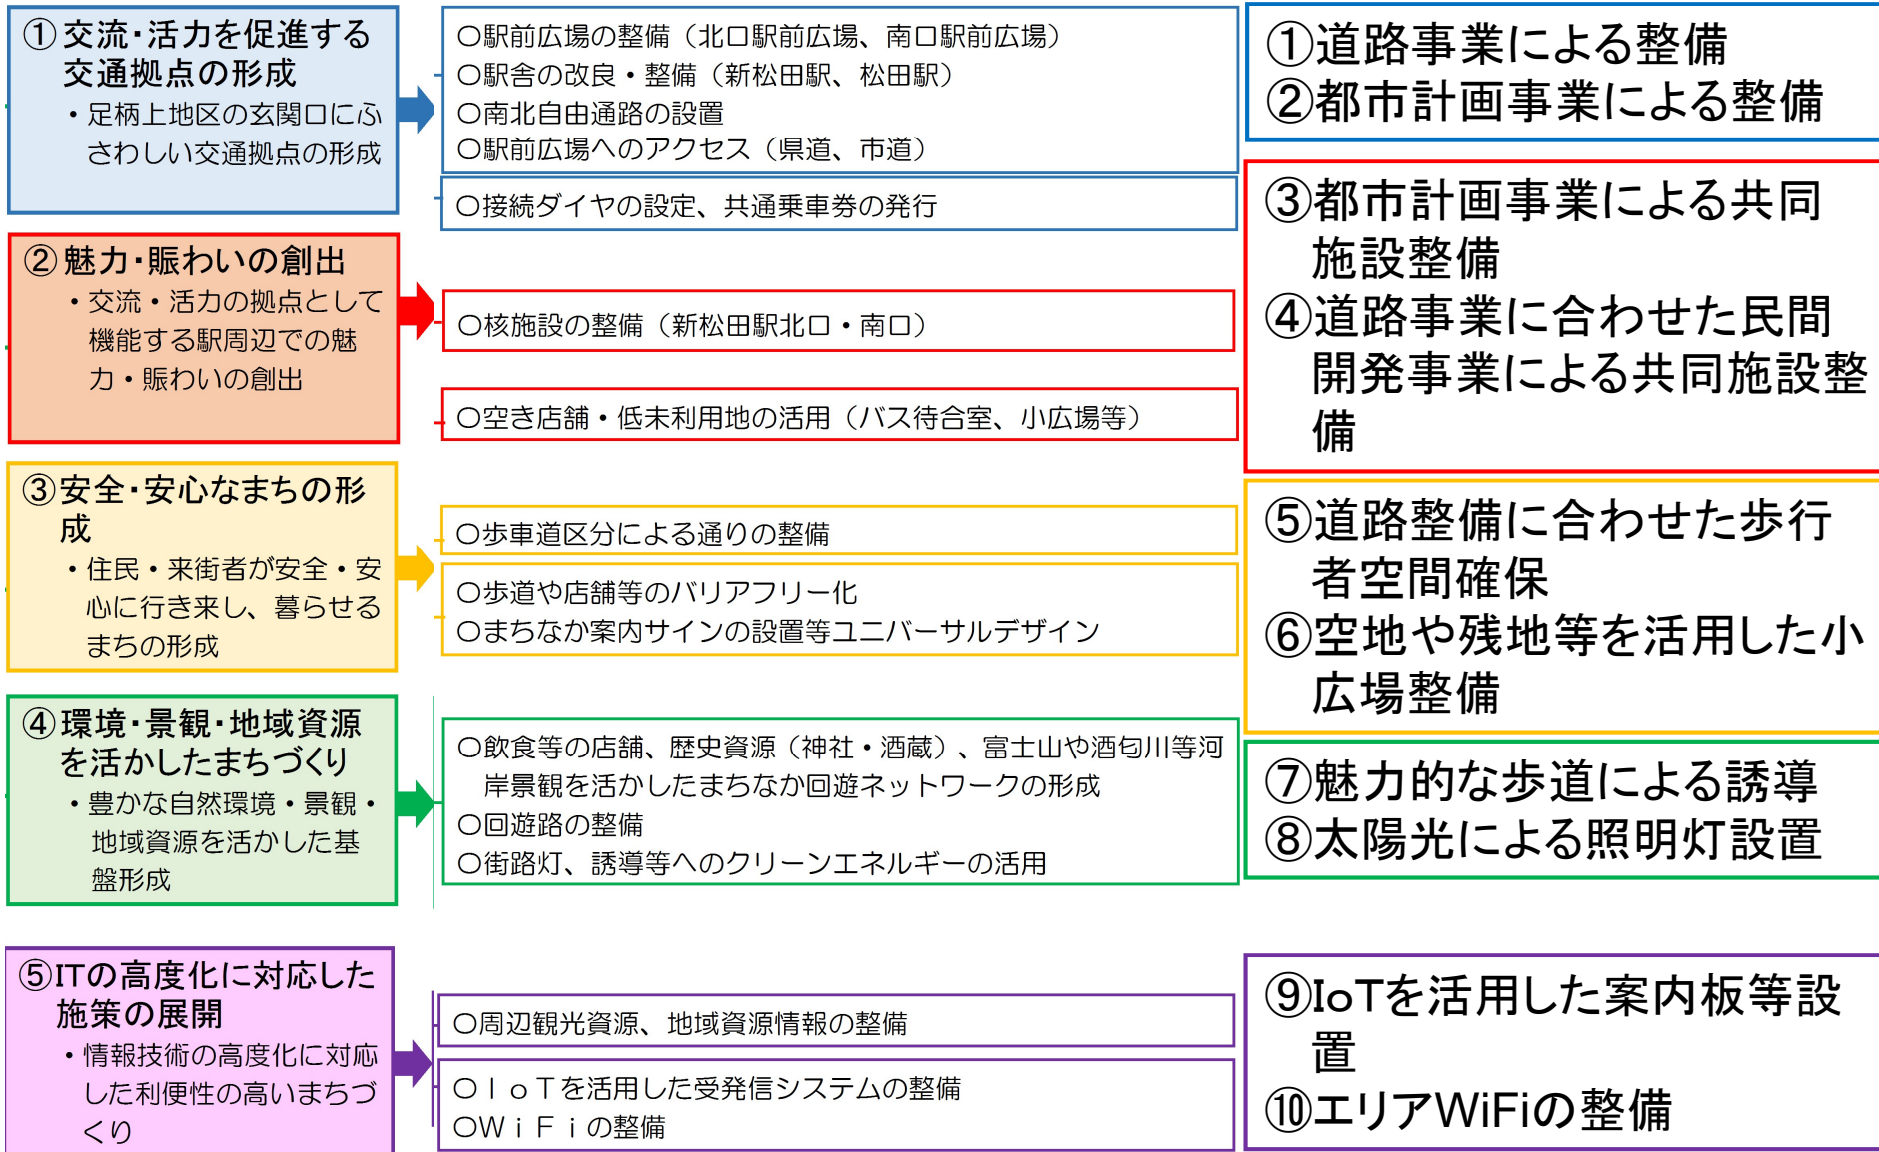 ①交流・活力を促進する
交通拠点の形成
・足柄上地区の玄関口にふ
さわしい交通拠点の形成
〇駅前広場の整備（北口駅前広場、南口駅前広場）
〇駅舎の改良・整備（新松田駅、松田駅）
〇南北自由通路の設置
〇駅前広場へのアクセス（県道、市道）
〇接続ダイヤの設定、共通乗車券の発行
①道路事業による整備
②都市計画事業による整備
②魅力・賑わいの創出
・交流・活力の拠点として
機能する駅周辺での魅
力・賑わいの創出
〇核施設の整備（新松田駅北口・南口）
〇空き店舗・低未利用地の活用（バス待合室、小広場等）
③都市計画事業による共同
施設整備
④道路事業に合わせた民間
開発事業による共同施設整
備
③安全・安心なまちの形
成
・住民・来街者が安全・安
心に行き来し、暮らせる
まちの形成
〇歩車道区分による通りの整備
〇歩道や店舗等のバリアフリー化
〇まちなか案内サインの設置等ユニバーサルデザイン
⑤道路整備に合わせた歩行
者空間確保
⑥空地や残地等を活用した小
広場整備
④環境・景観・地域資源
を活かしたまちづくり
・豊かな自然環境・景観・
地域資源を活かした基
盤形成
〇飲食等の店舗、歴史資源（神社・酒蔵）、富士山や酒匂川等河
岸景観を活かしたまちなか回遊ネットワークの形成
〇回遊路の整備
〇街路灯、誘導等へのクリーンエネルギーの活用
⑦魅力的な歩道による誘導
⑧太陽光による照明灯設置
⑤ITの高度化に対応した
施策の展開
・情報技術の高度化に対応
した利便性の高いまちづ
くり
〇周辺観光資源、地域資源情報の整備
〇ＩｏＴを活用した受発信システムの整備
〇ＷｉＦｉの整備
⑨IoTを活用した案内板等設
置
⑩エリアWiFiの整備